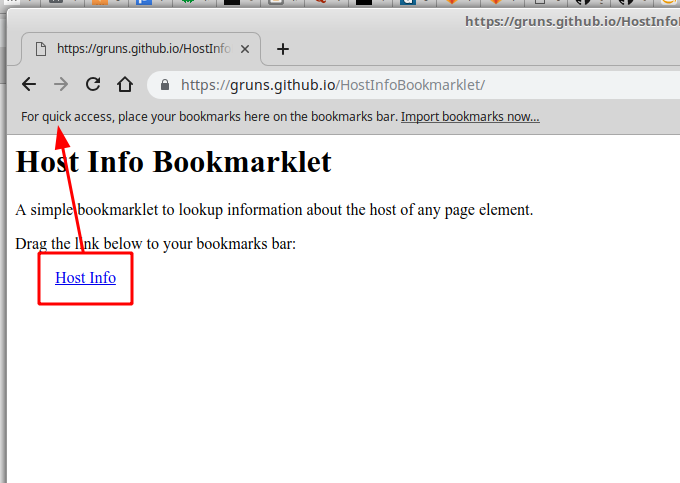 https://gruns.github.io/HostInfo
https://gruns.github.io/HostInfo
https://gruns.github.io/HostInfoBookmarklet/
For quick access, place your bookmarks here on the bookmarks bar. Import bookmarks now...
Host Info Bookmarklet
A simple bookmarklet to lookup information about the host of any page element.
Drag the link below to your bookmarks bar:
Host Info